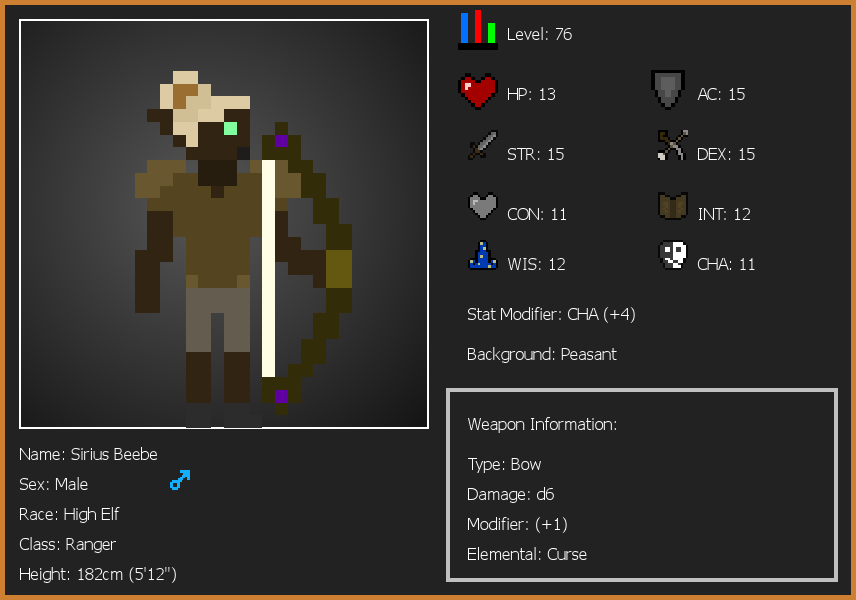 Level: 76
HP: 13
AC: 15
STR: 15
DEX: 15
CON: 11
INT: 12
WIS: 12
CHA: 11
Stat Modifier: CHA (+4)
Background: Peasant
Weapon Information:
Type: Bow
Damage: d6
Modifier: (+1)
Elemental: Curse
Name: Sirius Beebe
Sex: Male
Race: High Elf
Class: Ranger
Height: 182cm (5'12")